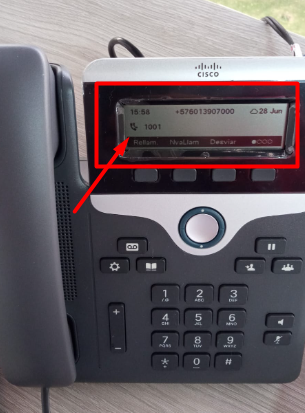 CISCO
15:58 +576013907000 28 Jun
1001
Rellam NvaLlam Desviar
1 2 ABC 3 DEF
4 GHI 5 JKL 6 MNO
7 PQRS 8 TUV 9 WXYZ
* 0 #
+
-